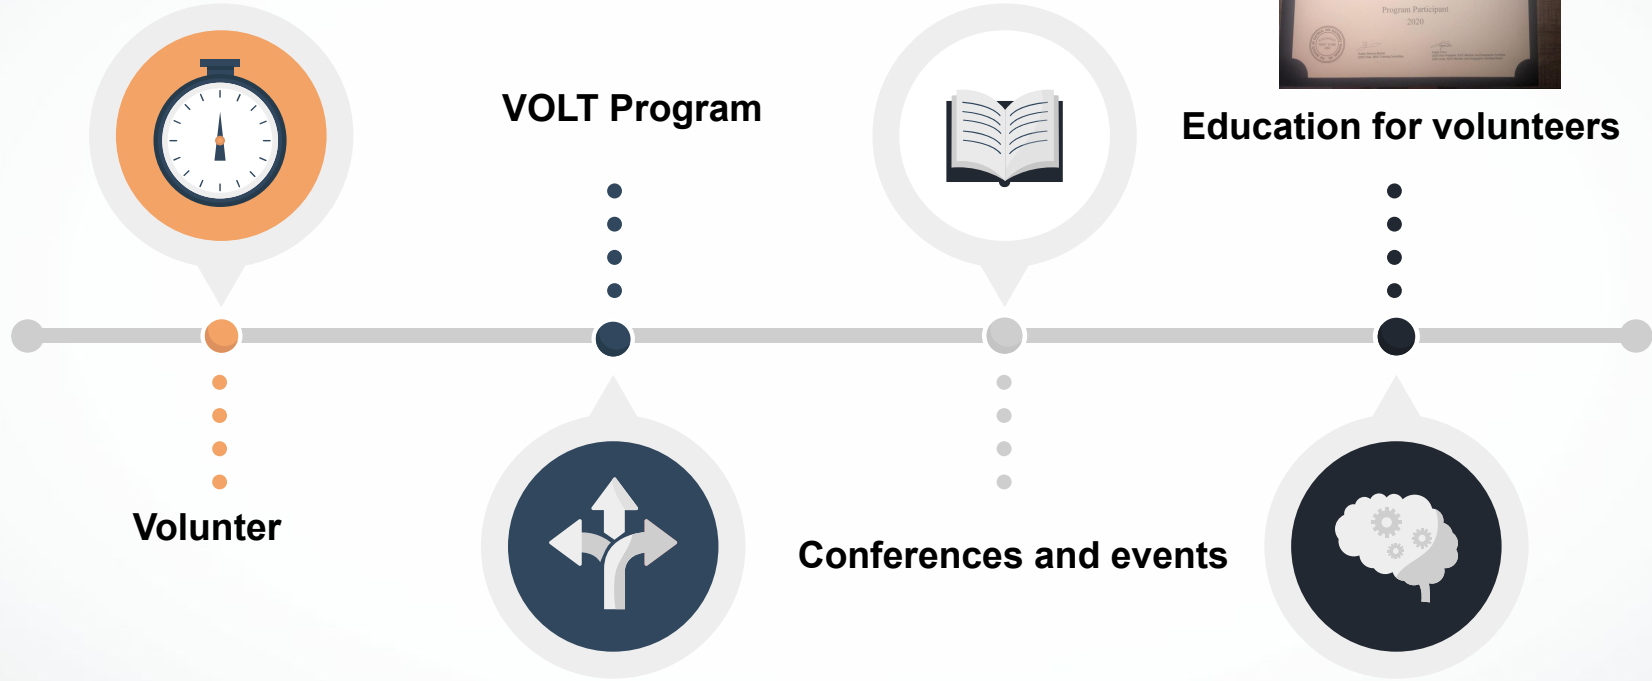 Program Participant
2020
VOLT Program
Education for volunteers
Volunter
Conferences and events